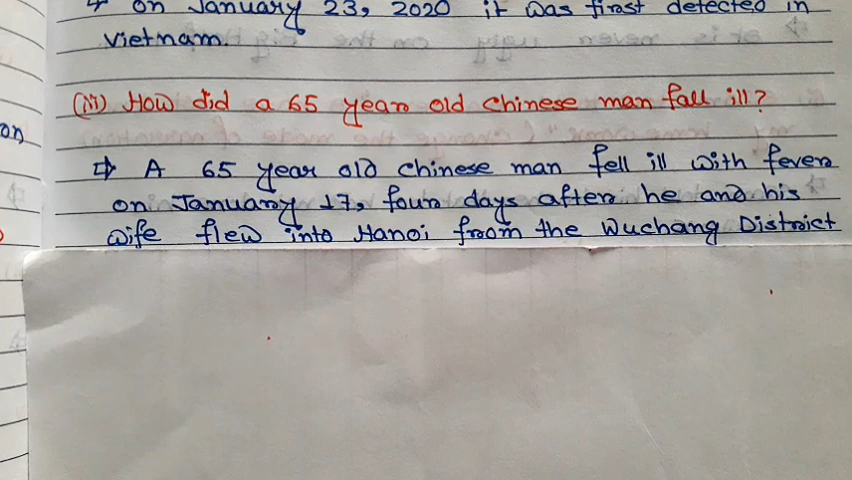 on January 23, 2020 it was first detected in
vietnam.
(iii) How did a 65 year old chinese man fall ill?
⇒ A 65 year old chinese man fell ill with fever
on January 17, four days after he and his
wife flew into Hanoi from the Wuchang District
on